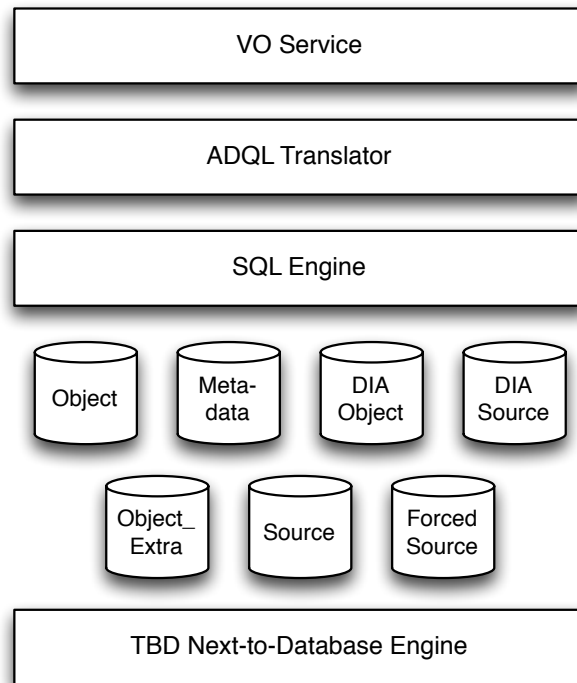 VO Service
ADQL Translator
SQL Engine
Object
Meta-
data
DIA
Object
DIA
Source
Object_
Extra
Source
Forced
Source
TBD Next-to-Database Engine